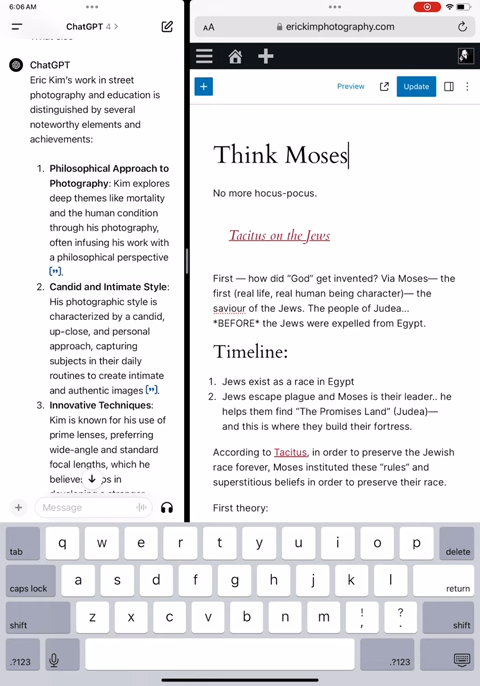 6:06 AM
ChatGPT 4 >
ChatGPT
Eric Kim's work in street
photography and education is
distinguished by several
noteworthy elements and
achievements:
1. Philosophical Approach to
Photography: Kim explores
deep themes like mortality
and the human condition
through his photography,
often infusing his work with
a philosophical perspective
["].
2. Candid and Intimate Style:
His photographic style is
characterized by a candid,
up-close, and personal
approach, capturing
subjects in their daily
routines to create intimate
and authentic images ["].
3. Innovative Techniques:
Kim is known for his use of
prime lenses, preferring
wide-angle and standard
focal lengths, which he
Message
AA
erickimphotography.com
Preview
Update
Think Moses
No more hocus-pocus.
Tacitus on the Jews
First — how did “God” get invented? Via Moses— the
first (real life, real human being character)— the
saviour of the Jews. The people of Judea...
*BEFORE* the Jews were expelled from Egypt.
Timeline:
1. Jews exist as a race in Egypt
2. Jews escape plague and Moses is their leader.. he
helps them find “The Promises Land” (Judea)—
and this is where they build their fortress.
According to Tacitus, in order to preserve the Jewish
race forever, Moses instituted these “rules” and
superstitious beliefs in order to preserve their race.
First theory:
tab q w e r t y u i o p delete
caps lock a s d f g h j k l return
shift z x c v b n m ! , ? . shift
.?123 .?123